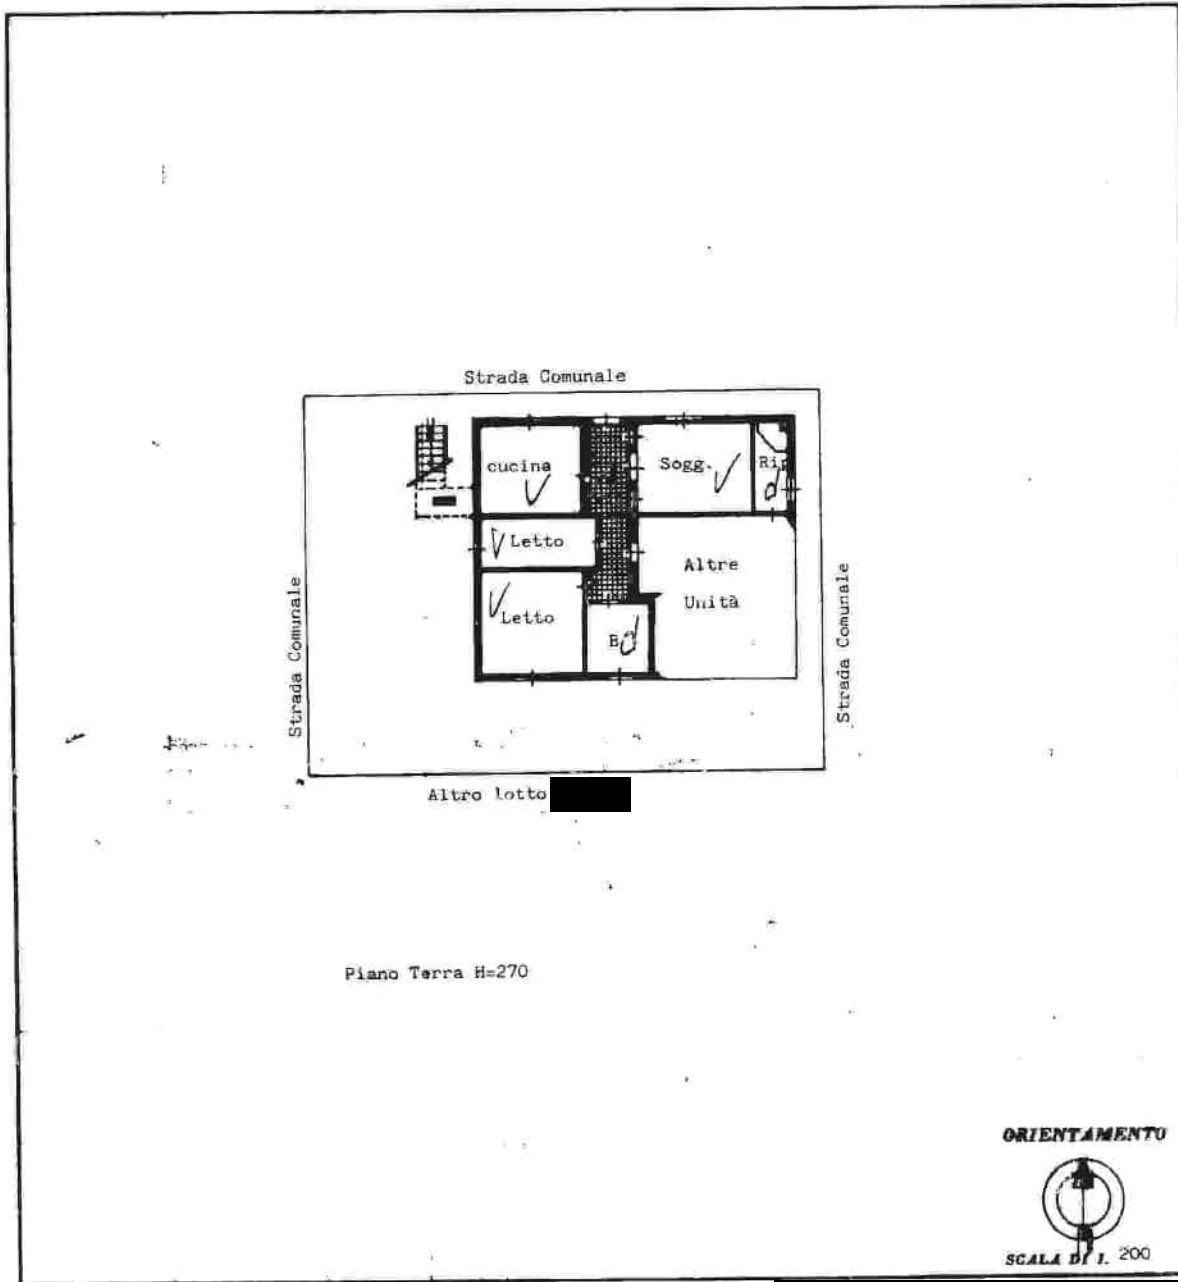 Strada Comunale
cucina
Sogg.
Rip
Letto
Altre
Unità
Letto
B
Strada Comunale
Strada Comunale
Altro lotto
Piano Terra H=270
ORIENTAMENTO
SCALA DI 1. 200